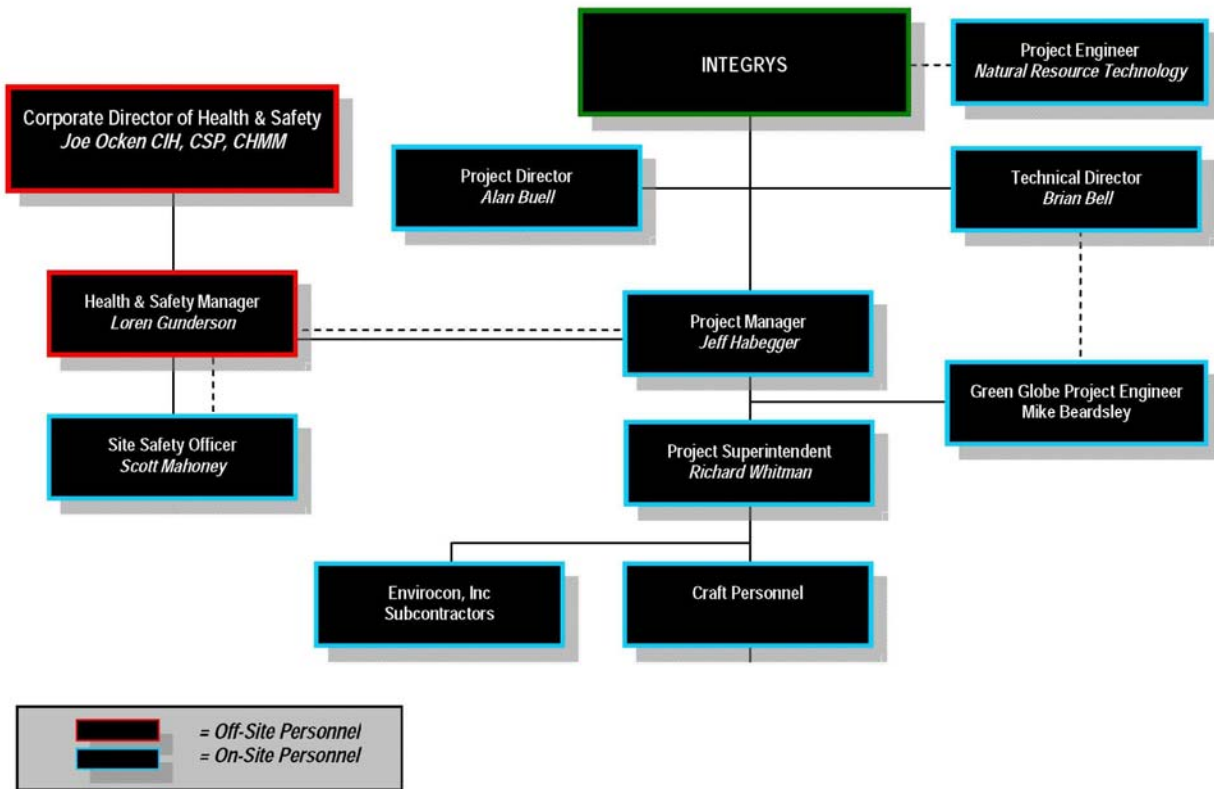 INTEGRYS
Project Engineer
Natural Resource Technology
Corporate Director of Health & Safety
Joe Ocken CIH, CSP, CHMM
Project Director
Alan Buell
Technical Director
Brian Bell
Health & Safety Manager
Loren Gunderson
Project Manager
Jeff Habegger
Green Globe Project Engineer
Mike Beardsley
Site Safety Officer
Scott Mahoney
Project Superintendent
Richard Whitman
Envirocon, Inc
Subcontractors
Craft Personnel
= Off-Site Personnel
= On-Site Personnel